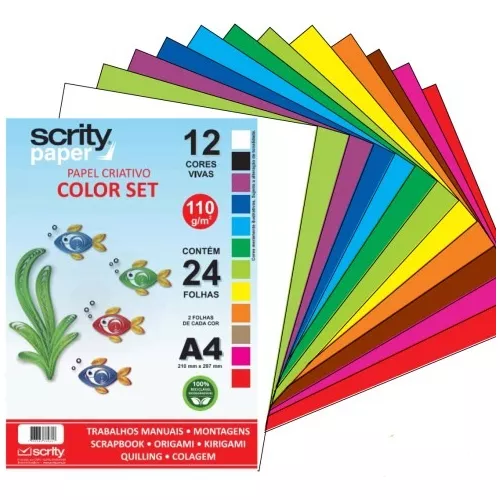 scrity
paper
PAPEL CRIATIVO
COLOR SET
12
CORES
VIVAS
110
g/m²
CONTÉM
24
FOLHAS
2 FOLHAS
DE CADA COR
A4
210 mm x 297 mm
100%
TRABALHOS MANUAIS • MONTAGENS
SCRAPBOOK • ORIGAMI • KIRIGAMI
QUILLING • COLAGEM
scrity